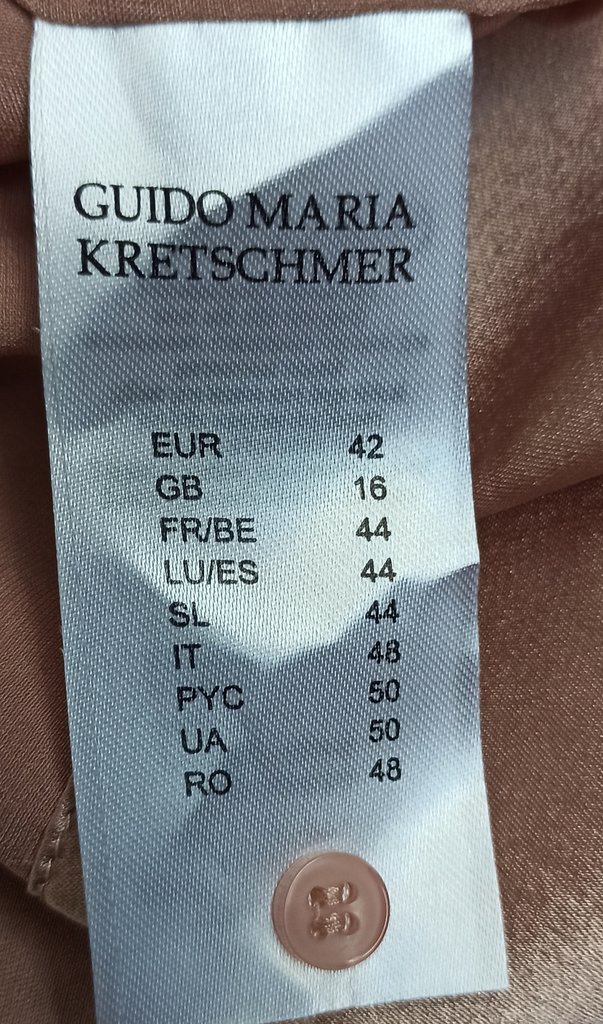 GUIDO MARIA
KRETSCHMER
EUR 42
GB 16
FR/BE 44
LU/ES 44
SL 44
IT 48
РУС 50
UA 50
RO 48